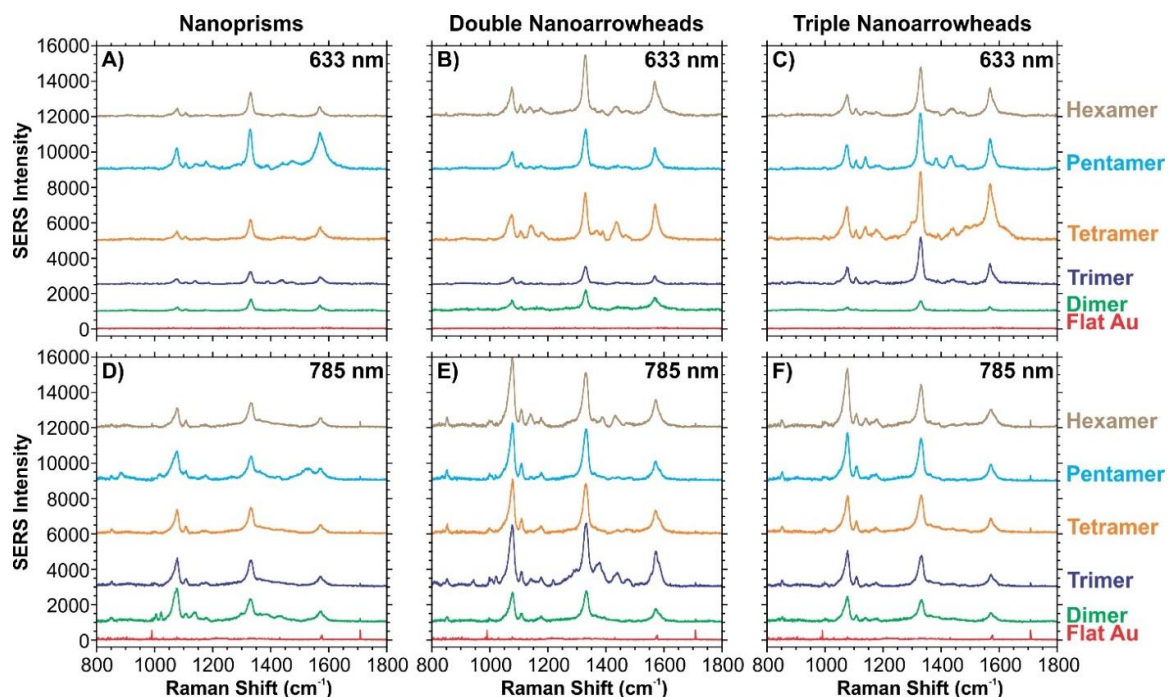 Nanoprisms Double Nanoarrowheads Triple Nanoarrowheads
A) 633 nm B) 633 nm C) 633 nm
16000
14000
12000
10000
8000
6000
4000
2000
0
SERS Intensity
Hexamer
Pentamer
Tetramer
Trimer
Dimer
Flat Au
D) 785 nm E) 785 nm F) 785 nm
16000
14000
12000
10000
8000
6000
4000
2000
0
SERS Intensity
Hexamer
Pentamer
Tetramer
Trimer
Dimer
Flat Au
800 1000 1200 1400 1600 1800 800 1000 1200 1400 1600 1800 800 1000 1200 1400 1600 1800
Raman Shift (cm⁻¹) Raman Shift (cm⁻¹) Raman Shift (cm⁻¹)